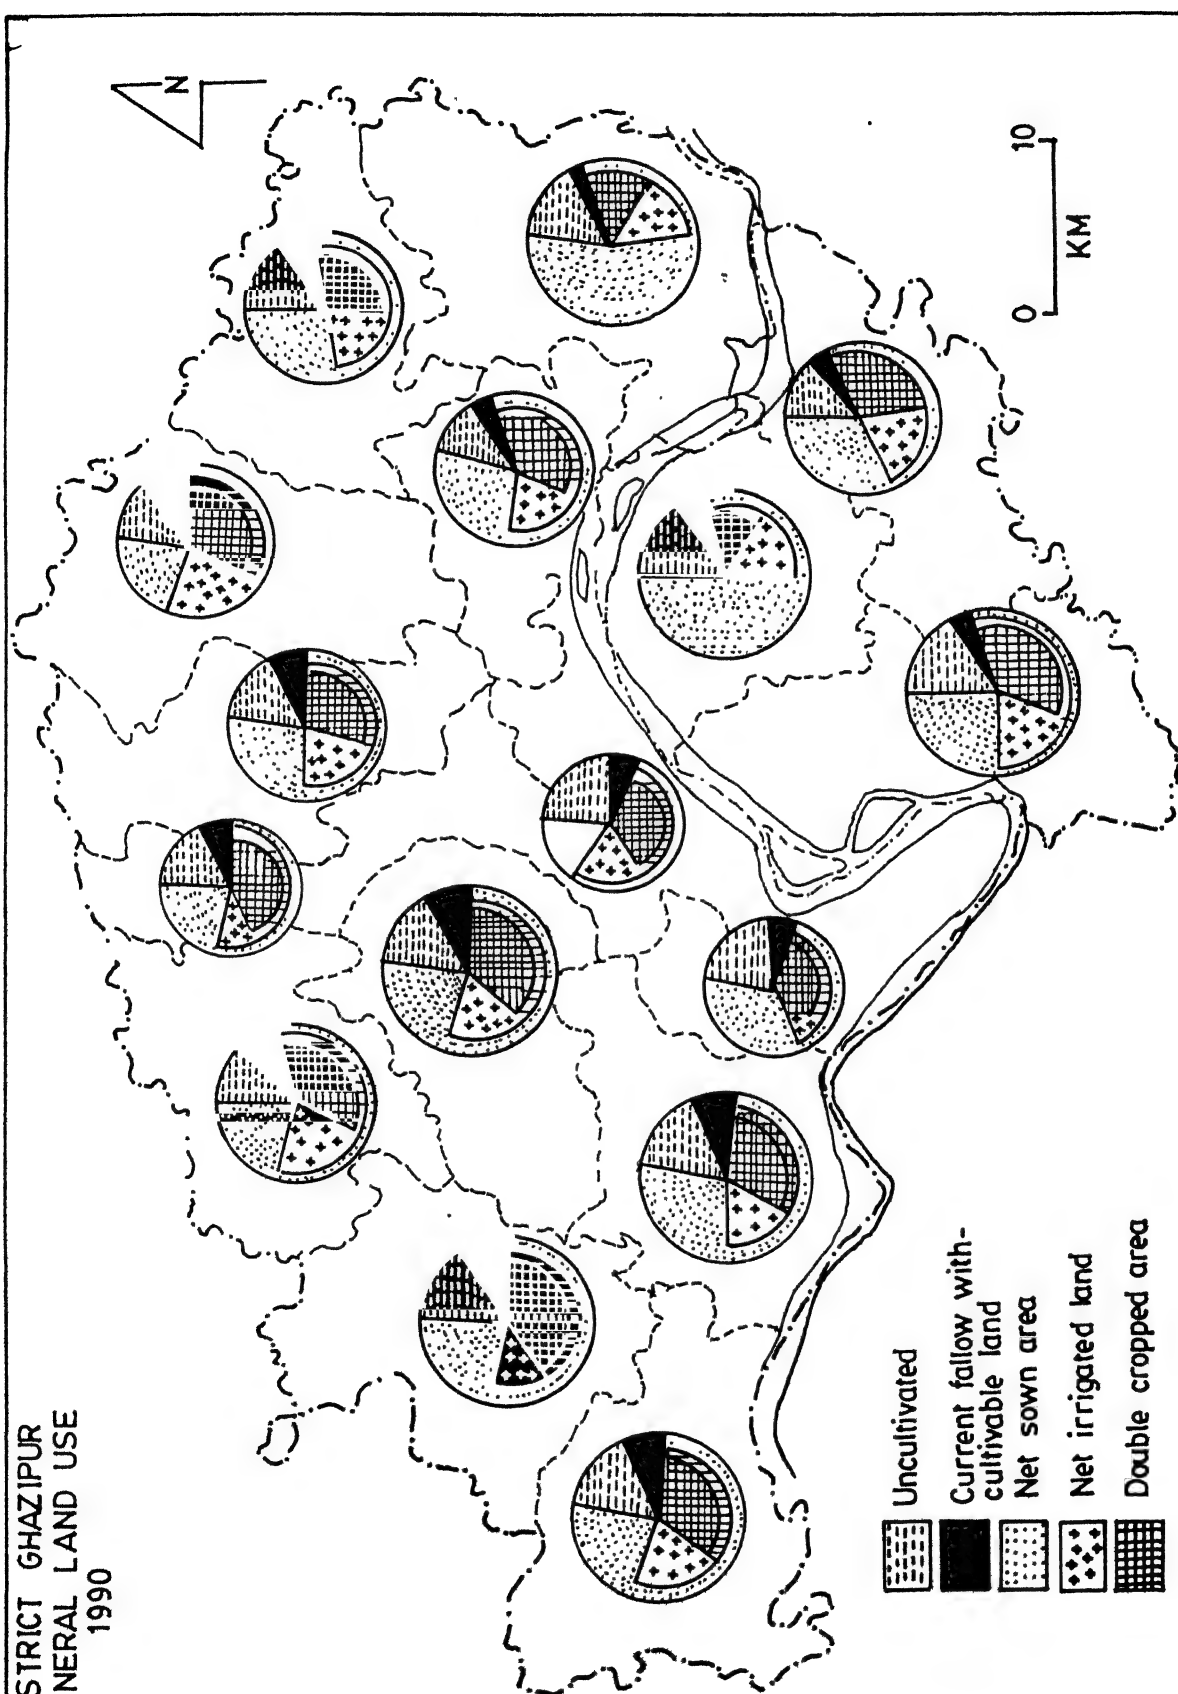 STRICT GHAZIPUR
NERAL LAND USE
1990
N
0 10
KM
Uncultivated
Current fallow with-
cultivable land
Net sown area
Net irrigated land
Double cropped area